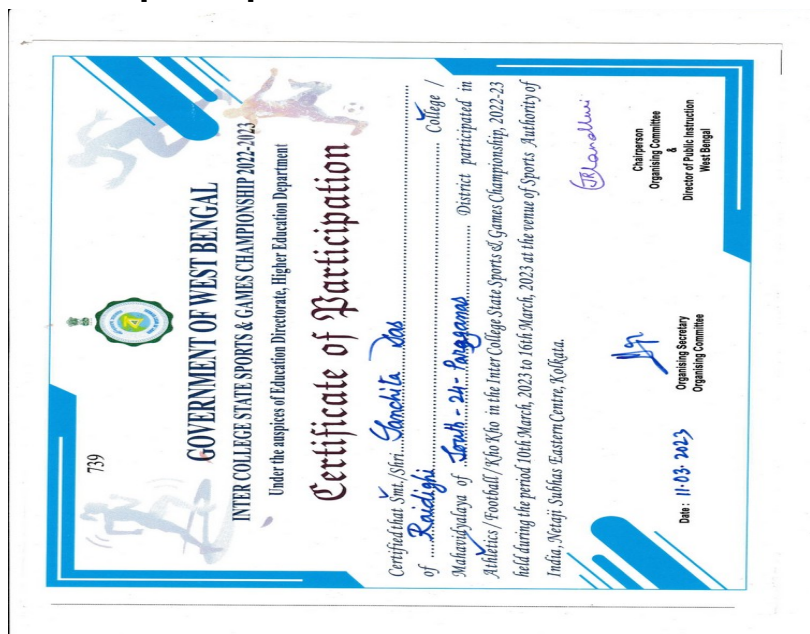 739
GOVERNMENT OF WEST BENGAL
INTER COLLEGE STATE SPORTS & GAMES CHAMPIONSHIP 2022-2023
Under the auspices of Education Directorate, Higher Education Department
Certificate of Participation
Certified that Smt./Shri. Sanchita Das
of Raidighi College /
Mahavidyalaya of South - 24 - Paraganas District participated in
Athletics / Football / Kho Kho in the Inter College State Sports & Games Championship, 2022-23
held during the period 10th March, 2023 to 16th March, 2023 at the venue of Sports Authority of
India, Netaji Subhas Eastern Centre, Kolkata.
Date : 11.03.2023
Organising Secretary
Organising Committee
Chairperson
Organising Committee
&
Director of Public Instruction
West Bengal